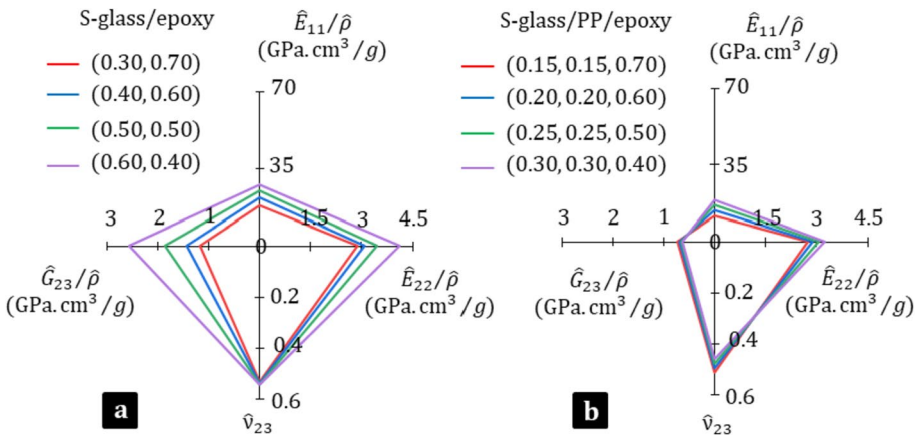 S-glass/epoxy
(0.30, 0.70)
(0.40, 0.60)
(0.50, 0.50)
(0.60, 0.40)
Ê₁₁/ρ̂
(GPa.cm³/g)
70
35
3 2 1 1.5 3 4.5
0
Ĝ₂₃/ρ̂
(GPa.cm³/g)
Ê₂₂/ρ̂
(GPa.cm³/g)
0.2
0.4
0.6
ν̂₂₃
a
S-glass/PP/epoxy
(0.15, 0.15, 0.70)
(0.20, 0.20, 0.60)
(0.25, 0.25, 0.50)
(0.30, 0.30, 0.40)
Ê₁₁/ρ̂
(GPa.cm³/g)
70
35
3 2 1 1.5 3 4.5
0
Ĝ₂₃/ρ̂
(GPa.cm³/g)
Ê₂₂/ρ̂
(GPa.cm³/g)
0.2
0.4
0.6
ν̂₂₃
b